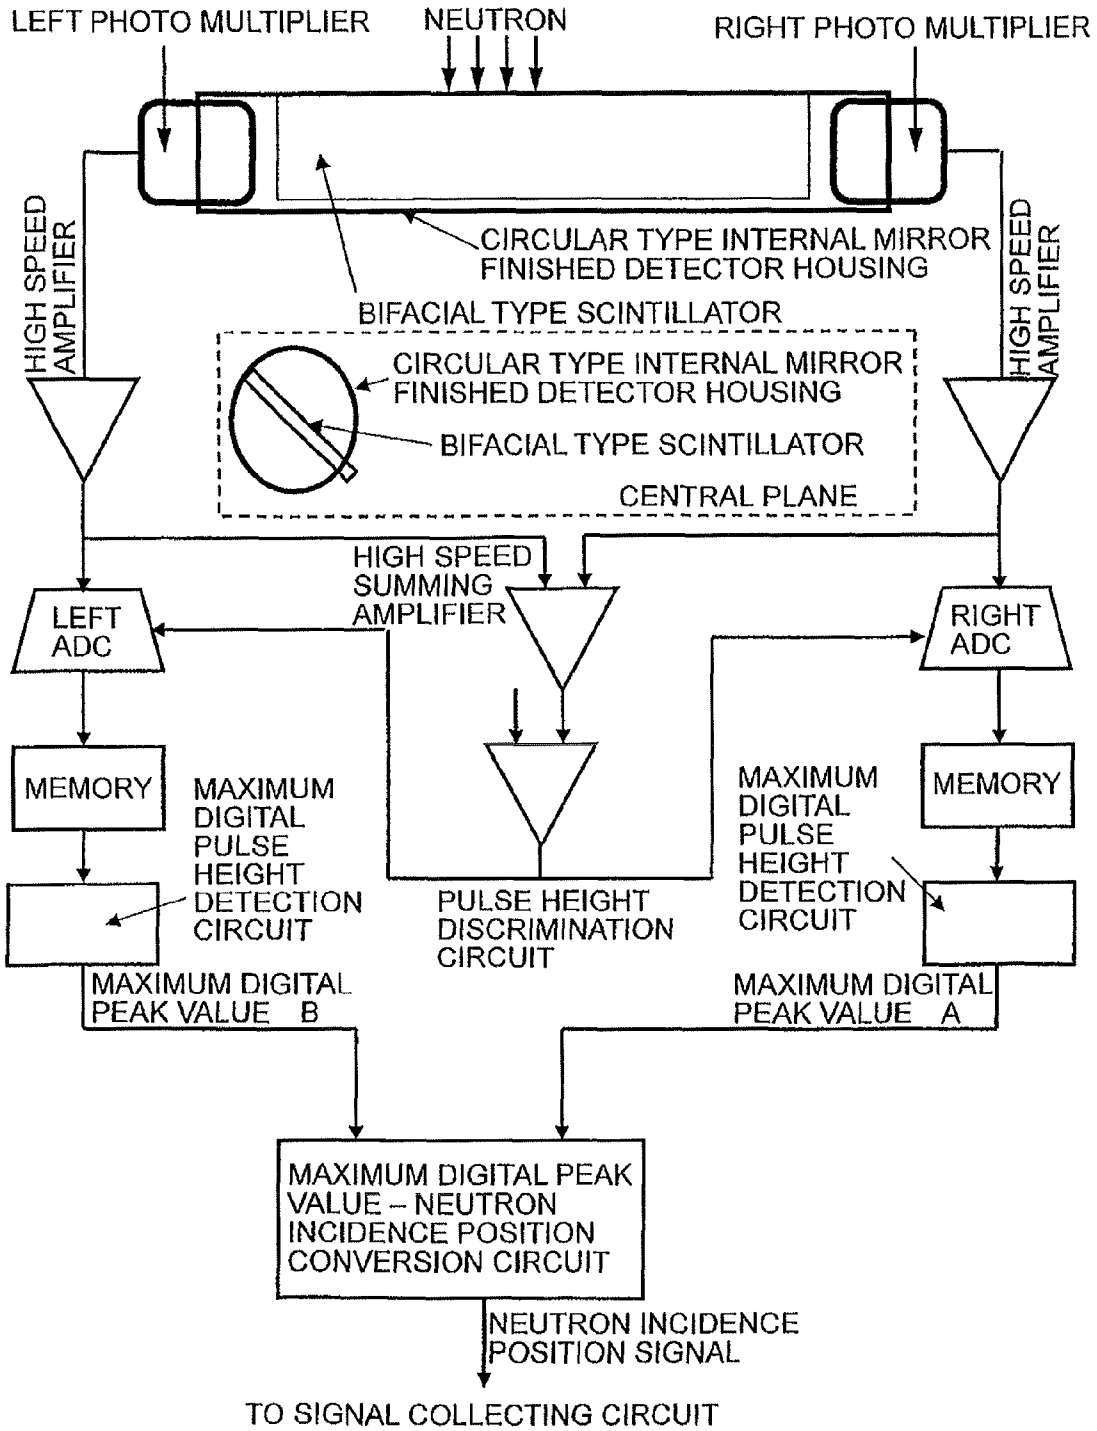 LEFT PHOTO MULTIPLIER
NEUTRON
RIGHT PHOTO MULTIPLIER
HIGH SPEED
AMPLIFIER
CIRCULAR TYPE INTERNAL MIRROR
FINISHED DETECTOR HOUSING
BIFACIAL TYPE SCINTILLATOR
HIGH SPEED
AMPLIFIER
CIRCULAR TYPE INTERNAL MIRROR
FINISHED DETECTOR HOUSING
BIFACIAL TYPE SCINTILLATOR
CENTRAL PLANE
HIGH SPEED
SUMMING
AMPLIFIER
LEFT
ADC
RIGHT
ADC
MEMORY
MAXIMUM
DIGITAL
PULSE
HEIGHT
DETECTION
CIRCUIT
MAXIMUM
DIGITAL
PULSE
HEIGHT
DETECTION
CIRCUIT
MEMORY
PULSE HEIGHT
DISCRIMINATION
CIRCUIT
MAXIMUM DIGITAL
PEAK VALUE B
MAXIMUM DIGITAL
PEAK VALUE A
MAXIMUM DIGITAL PEAK
VALUE – NEUTRON
INCIDENCE POSITION
CONVERSION CIRCUIT
NEUTRON INCIDENCE
POSITION SIGNAL
TO SIGNAL COLLECTING CIRCUIT